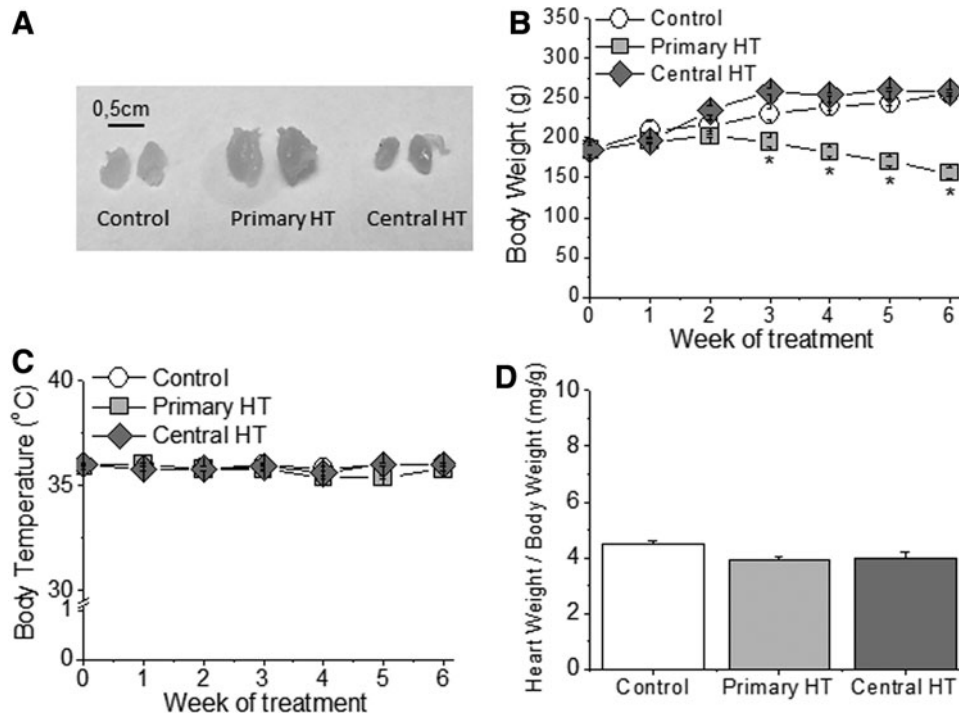 A
0,5cm
Control
Primary HT
Central HT
B
Control
Primary HT
Central HT
Body Weight (g)
350
300
250
200
150
100
50
0
*
*
*
*
0 1 2 3 4 5 6
Week of treatment
C
Control
Primary HT
Central HT
Body Temperature (°C)
40
35
30
1
0
0 1 2 3 4 5 6
Week of treatment
D
Heart Weight / Body Weight (mg/g)
10
8
6
4
2
0
Control
Primary HT
Central HT